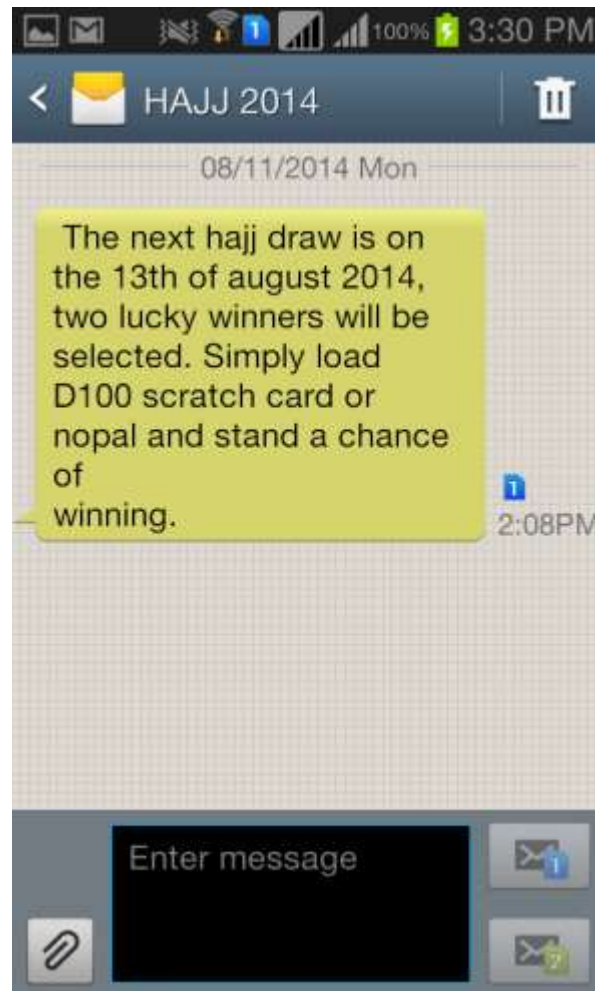 100% 3:30 PM
< HAJJ 2014
08/11/2014 Mon
The next hajj draw is on
the 13th of august 2014,
two lucky winners will be
selected. Simply load
D100 scratch card or
nopal and stand a chance
of
winning.
1
2:08PM
Enter message
1
2